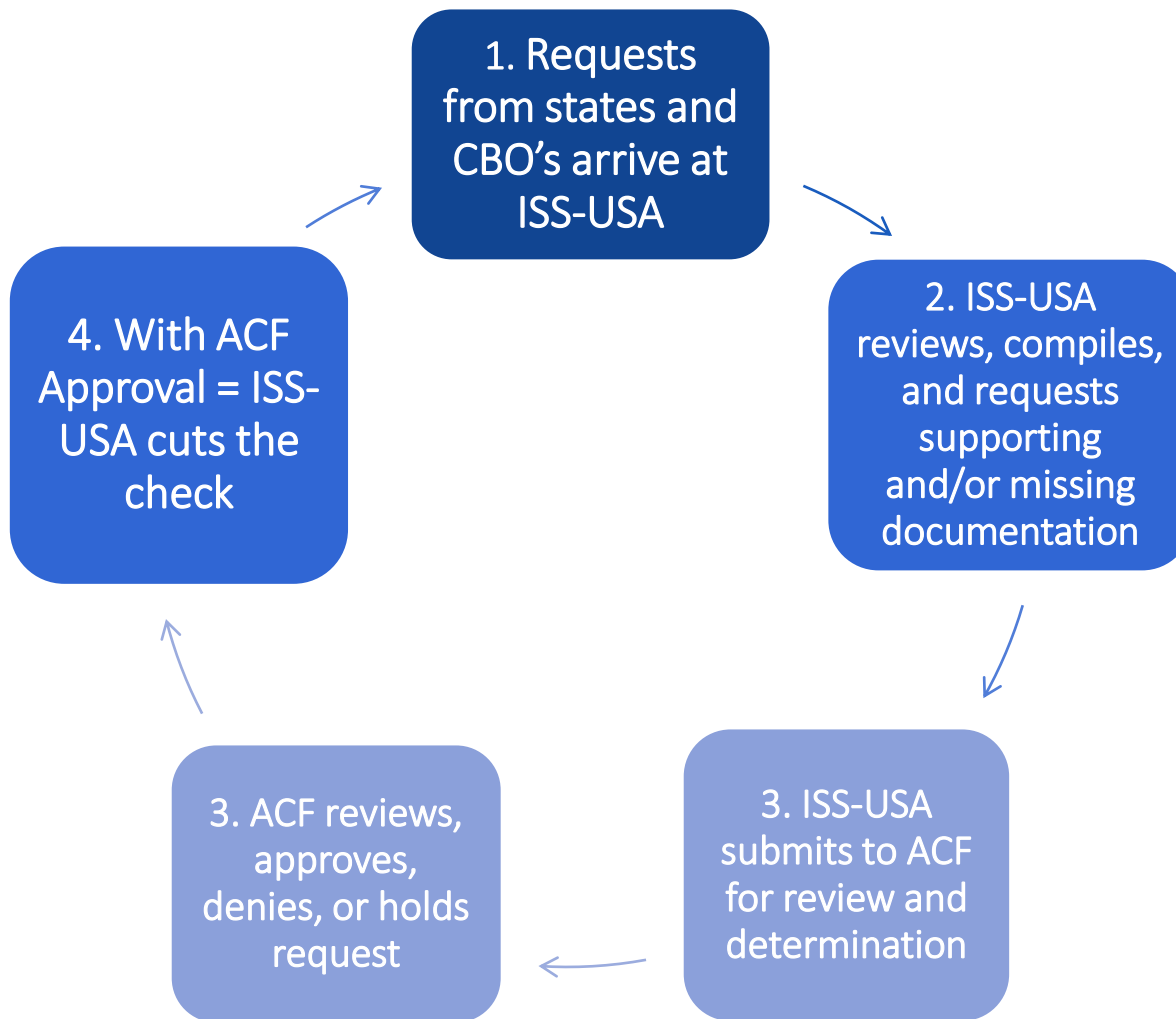 1. Requests
from states and
CBO’s arrive at
ISS-USA
2. ISS-USA
reviews, compiles,
and requests
supporting
and/or missing
documentation
3. ISS-USA
submits to ACF
for review and
determination
3. ACF reviews,
approves,
denies, or holds
request
4. With ACF
Approval = ISS-
USA cuts the
check